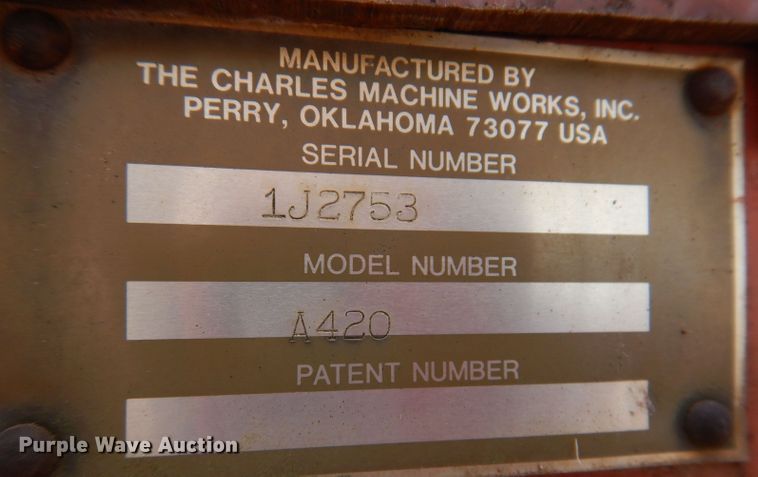 MANUFACTURED BY
THE CHARLES MACHINE WORKS, INC.
PERRY, OKLAHOMA 73077 USA
SERIAL NUMBER
1J2753
MODEL NUMBER
A420
PATENT NUMBER
Purple Wave Auction